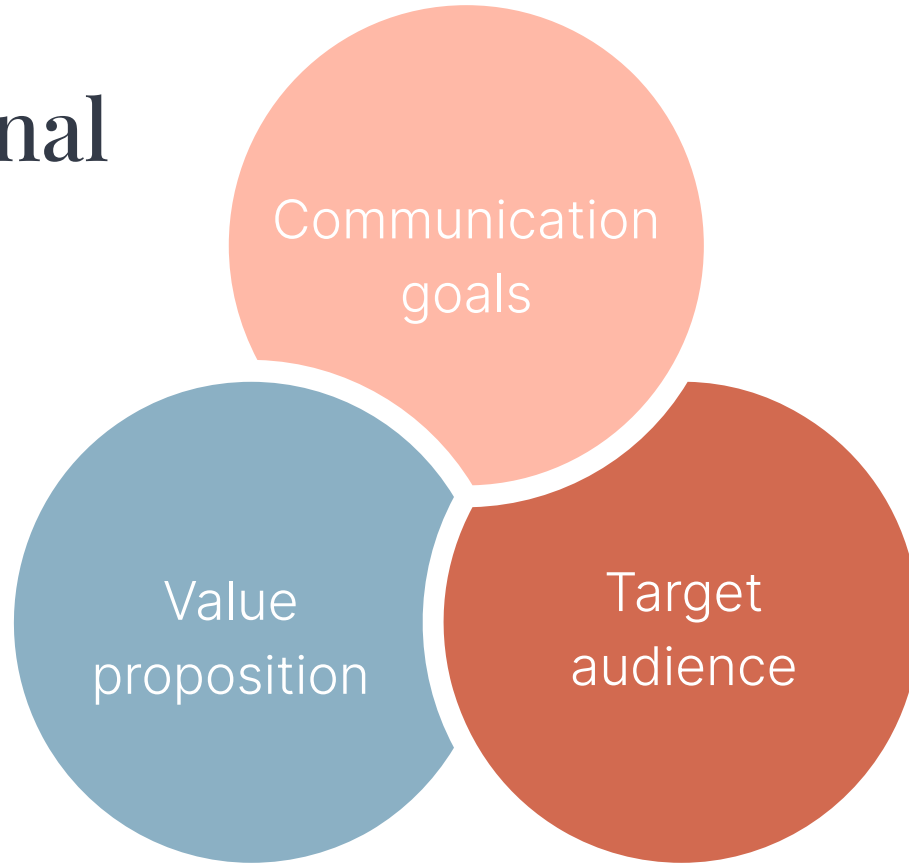 nal
Communication
goals
Value
proposition
Target
audience